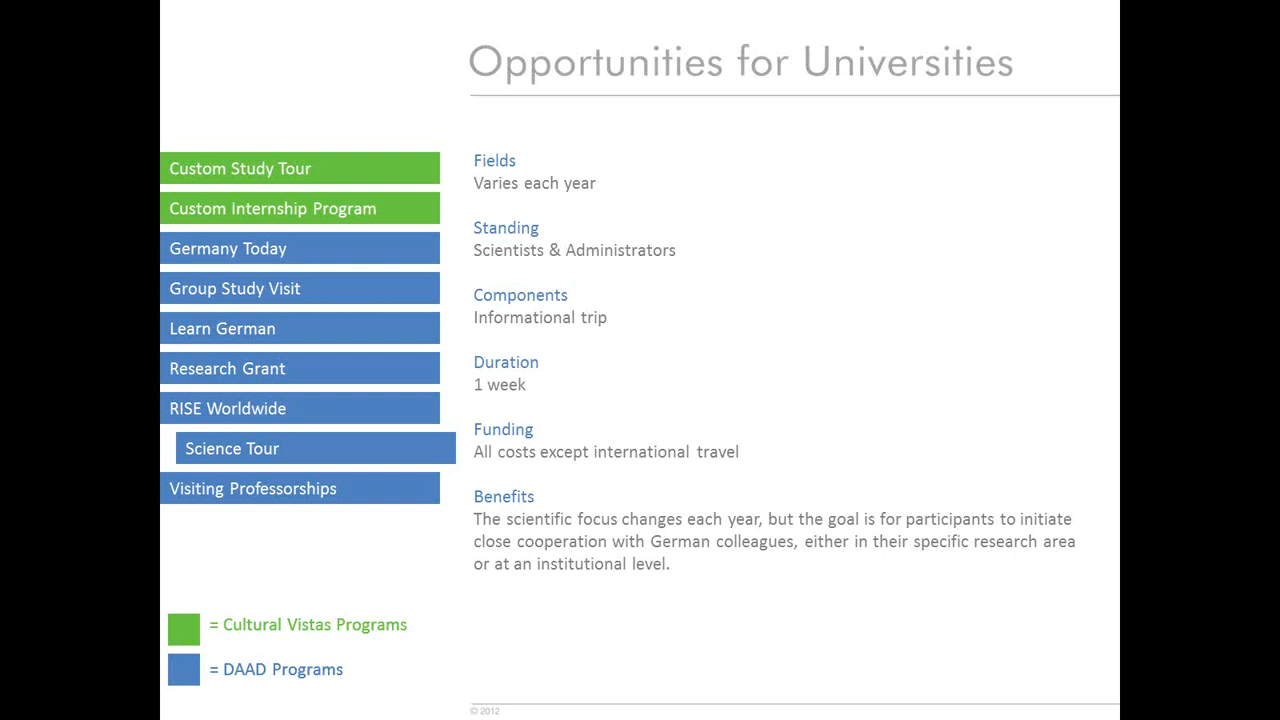 Opportunities for Universities
Custom Study Tour
Custom Internship Program
Germany Today
Group Study Visit
Learn German
Research Grant
RISE Worldwide
Science Tour
Visiting Professorships
= Cultural Vistas Programs
= DAAD Programs
Fields
Varies each year
Standing
Scientists & Administrators
Components
Informational trip
Duration
1 week
Funding
All costs except international travel
Benefits
The scientific focus changes each year, but the goal is for participants to initiate
close cooperation with German colleagues, either in their specific research area
or at an institutional level.
© 2012